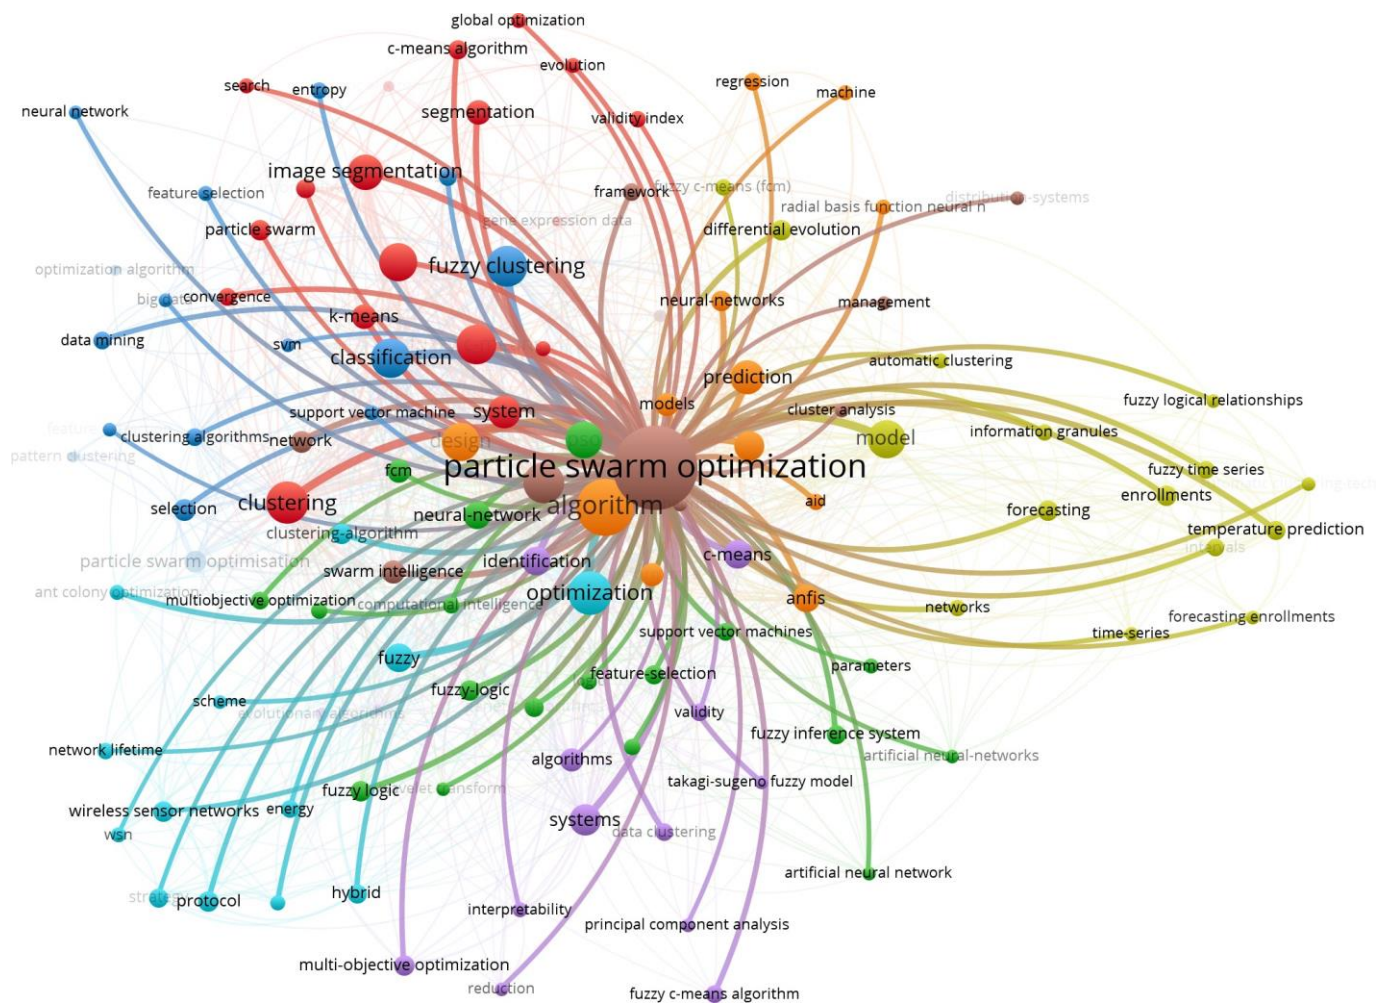 global optimization
c-means algorithm
evolution
search
entropy
regression
machine
neural network
segmentation
validity index
image segmentation
feature selection
framework
fuzzy c-means (fcm)
distribution-systems
gene expression data
radial basis function neural n
particle swarm
differential evolution
optimization algorithm
fuzzy clustering
big data
convergence
neural-networks
management
k-means
data mining
svm
classification
automatic clustering
prediction
fuzzy logical relationships
models
support vector machine
system
cluster analysis
clustering algorithms
network
design
pso
model
information granules
pattern clustering
fcm
particle swarm optimization
fuzzy time series
enrollments
selection
clustering
algorithm
aid
forecasting
neural-network
temperature prediction
clustering-algorithm
intervals
particle swarm optimisation
identification
c-means
swarm intelligence
ant colony optimization
optimization
multiobjective optimization
computational intelligence
anfis
networks
forecasting enrollments
support vector machines
time-series
fuzzy
parameters
feature-selection
fuzzy-logic
scheme
evolutionary algorithms
validity
fuzzy inference system
network lifetime
artificial neural-networks
algorithms
takagi-sugeno fuzzy model
fuzzy logic
wireless sensor networks
energy
systems
wsn
data clustering
artificial neural network
strategy
protocol
hybrid
interpretability
principal component analysis
multi-objective optimization
reduction
fuzzy c-means algorithm